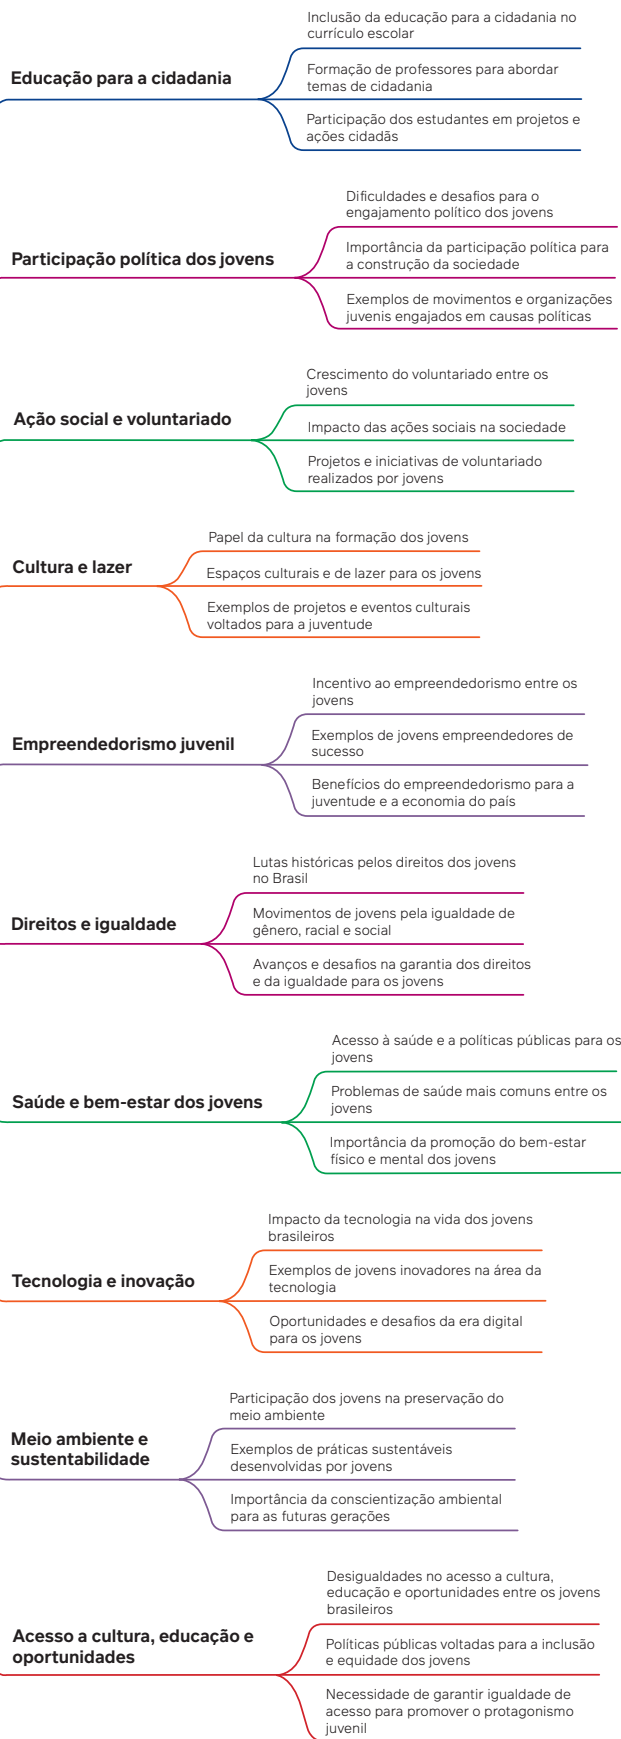 Educação para a cidadania
Inclusão da educação para a cidadania no
currículo escolar
Formação de professores para abordar
temas de cidadania
Participação dos estudantes em projetos e
ações cidadãs
Participação política dos jovens
Dificuldades e desafios para o
engajamento político dos jovens
Importância da participação política para
a construção da sociedade
Exemplos de movimentos e organizações
juvenis engajados em causas políticas
Ação social e voluntariado
Crescimento do voluntariado entre os
jovens
Impacto das ações sociais na sociedade
Projetos e iniciativas de voluntariado
realizados por jovens
Cultura e lazer
Papel da cultura na formação dos jovens
Espaços culturais e de lazer para os jovens
Exemplos de projetos e eventos culturais
voltados para a juventude
Empreendedorismo juvenil
Incentivo ao empreendedorismo entre os
jovens
Exemplos de jovens empreendedores de
sucesso
Benefícios do empreendedorismo para a
juventude e a economia do país
Direitos e igualdade
Lutas históricas pelos direitos dos jovens
no Brasil
Movimentos de jovens pela igualdade de
gênero, racial e social
Avanços e desafios na garantia dos direitos
e da igualdade para os jovens
Saúde e bem-estar dos jovens
Acesso à saúde e a políticas públicas para os
jovens
Problemas de saúde mais comuns entre os
jovens
Importância da promoção do bem-estar
físico e mental dos jovens
Tecnologia e inovação
Impacto da tecnologia na vida dos jovens
brasileiros
Exemplos de jovens inovadores na área da
tecnologia
Oportunidades e desafios da era digital
para os jovens
Meio ambiente e
sustentabilidade
Participação dos jovens na preservação do
meio ambiente
Exemplos de práticas sustentáveis
desenvolvidas por jovens
Importância da conscientização ambiental
para as futuras gerações
Acesso a cultura, educação e
oportunidades
Desigualdades no acesso a cultura,
educação e oportunidades entre os jovens
brasileiros
Políticas públicas voltadas para a inclusão
e equidade dos jovens
Necessidade de garantir igualdade de
acesso para promover o protagonismo
juvenil